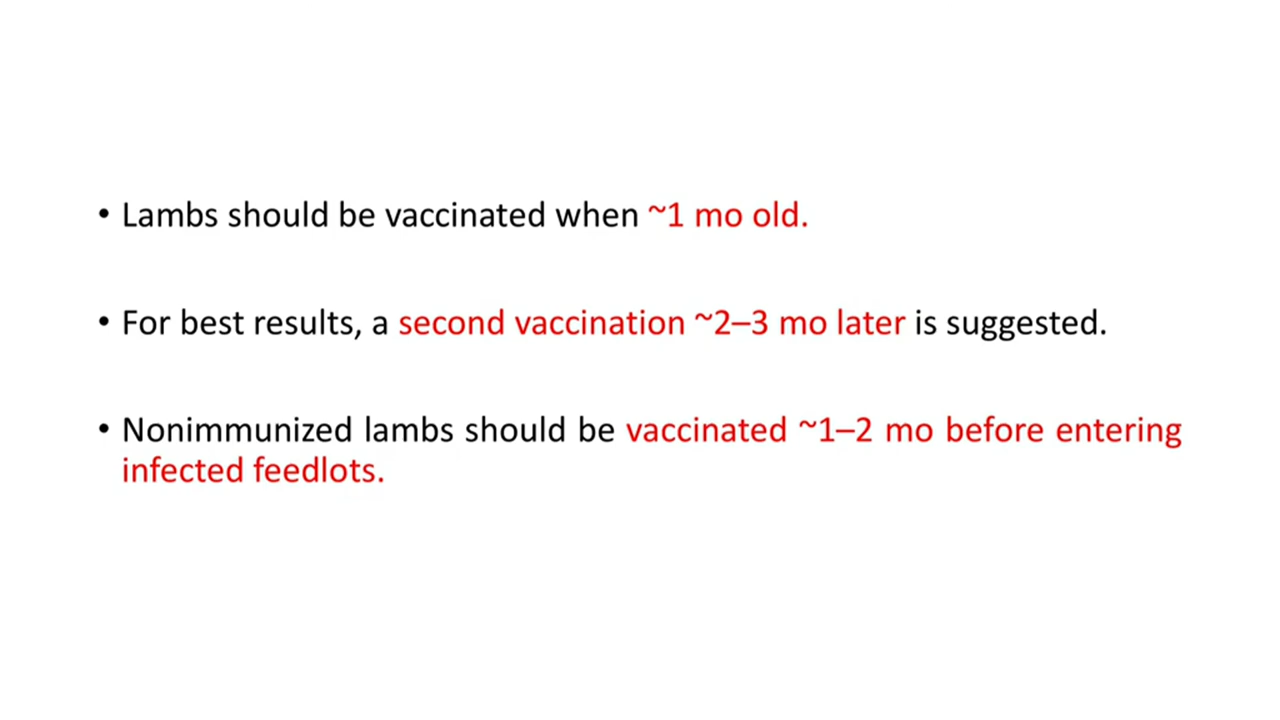 • Lambs should be vaccinated when ~1 mo old.
• For best results, a second vaccination ~2–3 mo later is suggested.
• Nonimmunized lambs should be vaccinated ~1–2 mo before entering
infected feedlots.